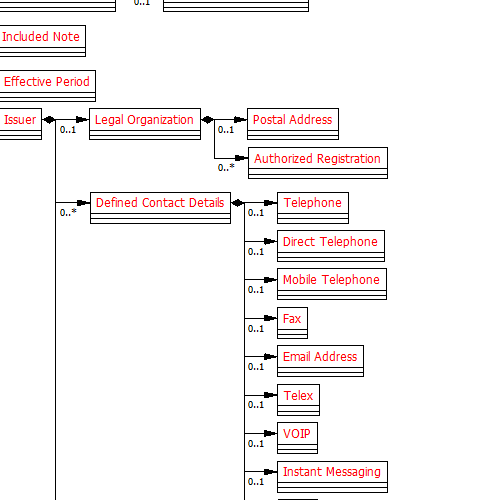 0..1
Included Note
Effective Period
Issuer
0..1
Legal Organization
0..1
Postal Address
0..*
Authorized Registration
0..*
Defined Contact Details
0..1
Telephone
0..1
Direct Telephone
0..1
Mobile Telephone
0..1
Fax
0..1
Email Address
0..1
Telex
0..1
VOIP
0..1
Instant Messaging